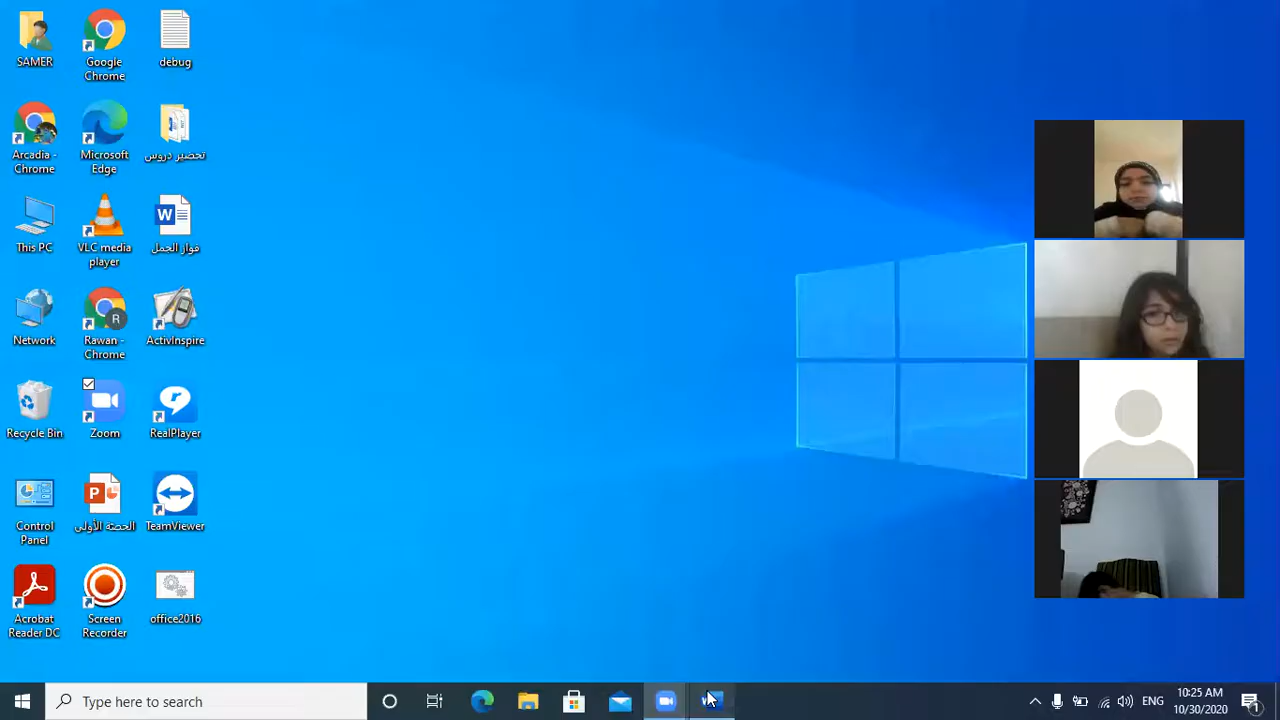 SAMER
Google
Chrome
debug
Arcadia -
Chrome
Microsoft
Edge
تحضير دروس
This PC
VLC media
player
فواز الجمل
Network
Rawan -
Chrome
ActivInspire
Recycle Bin
Zoom
RealPlayer
Control
Panel
الحصّة الأولى
TeamViewer
Acrobat
Reader DC
Screen
Recorder
office2016
Type here to search
ENG
10:25 AM
10/30/2020